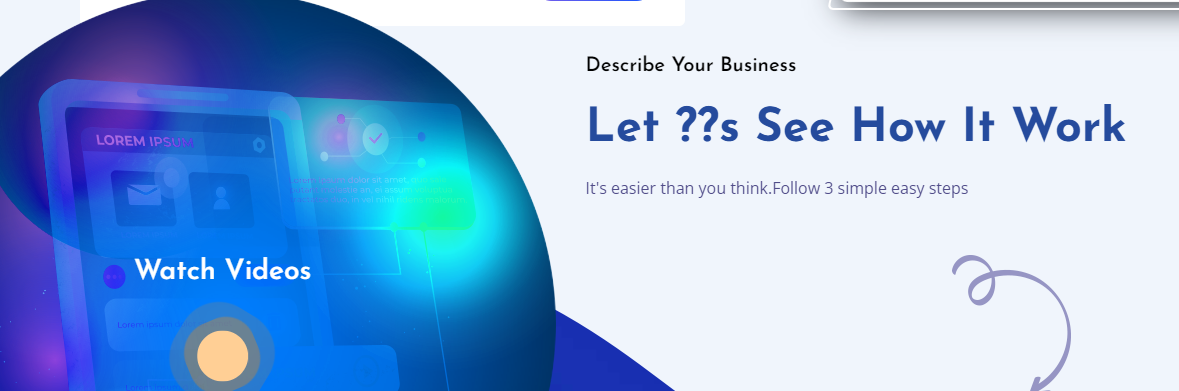 Describe Your Business
Let ??s See How It Work
It's easier than you think.Follow 3 simple easy steps
LOREM IPSUM
Watch Videos